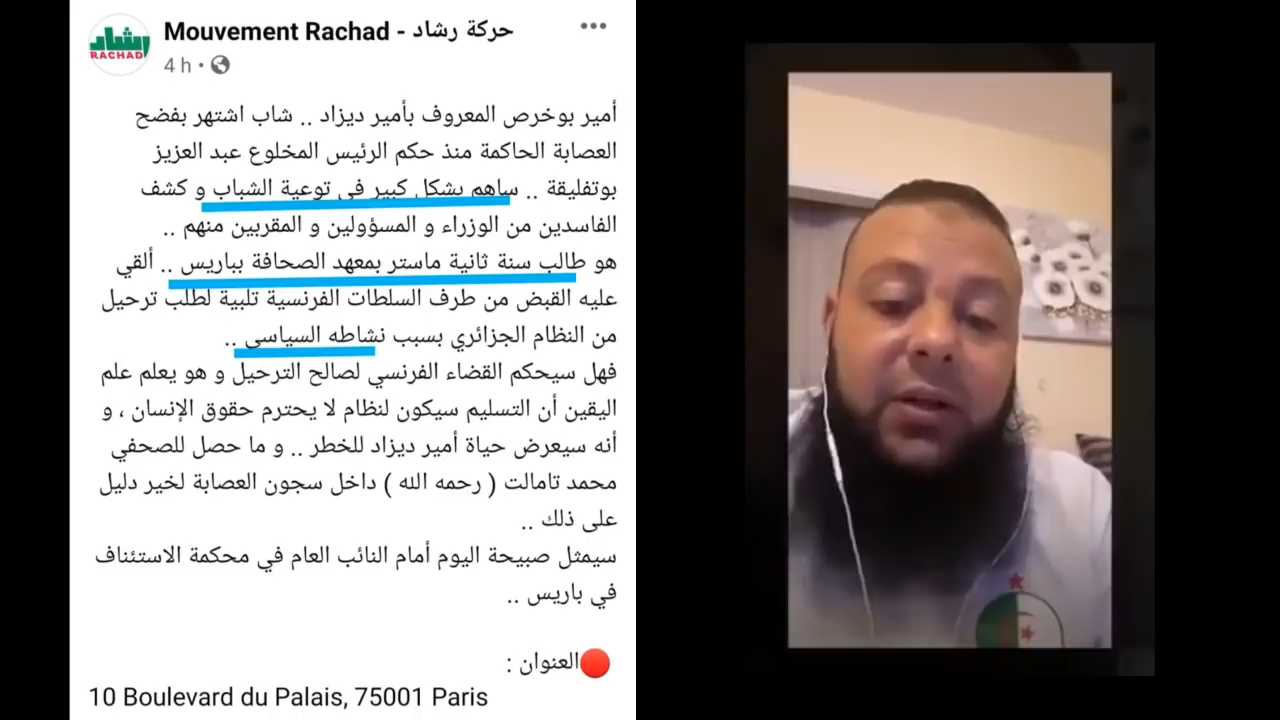 Mouvement Rachad - حركة رشاد
رشاد
RACHAD
4 h
أمير بوخرص المعروف بأمير ديزاد .. شاب اشتهر بفضح
العصابة الحاكمة منذ حكم الرئيس المخلوع عبد العزيز
بوتفليقة .. ساهم بشكل كبير في توعية الشباب و كشف
الفاسدين من الوزراء و المسؤولين و المقربين منهم ..
هو طالب سنة ثانية ماستر بمعهد الصحافة بباريس .. ألقي
عليه القبض من طرف السلطات الفرنسية تلبية لطلب ترحيل
من النظام الجزائري بسبب نشاطه السياسي ..
فهل سيحكم القضاء الفرنسي لصالح الترحيل و هو يعلم علم
اليقين أن التسليم سيكون لنظام لا يحترم حقوق الإنسان ، و
أنه سيعرض حياة أمير ديزاد للخطر .. و ما حصل للصحفي
محمد تامالت ( رحمه الله ) داخل سجون العصابة لخير دليل
على ذلك ..
سيمثل صبيحة اليوم أمام النائب العام في محكمة الاستئناف
في باريس ..
العنوان :
10 Boulevard du Palais, 75001 Paris